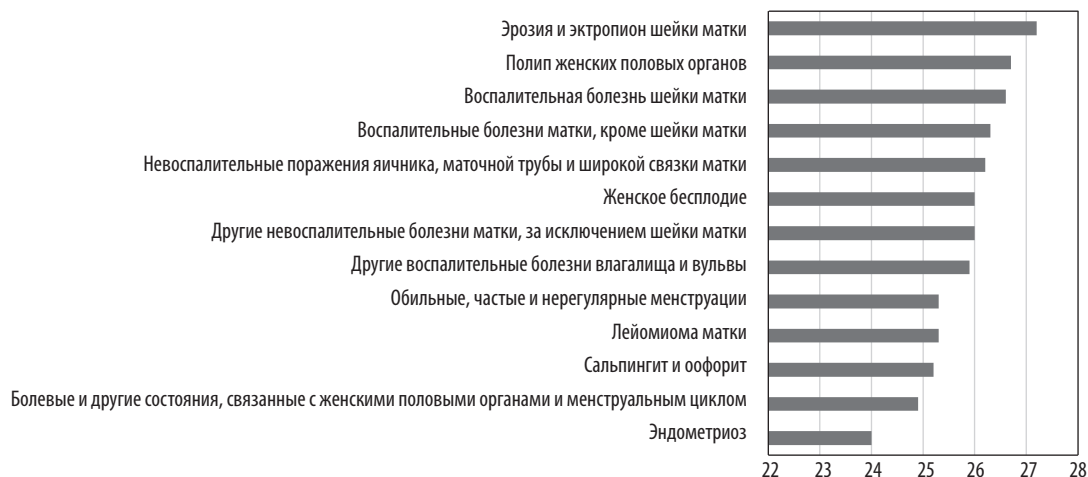 Эрозия и эктропион шейки матки
Полип женских половых органов
Воспалительная болезнь шейки матки
Воспалительные болезни матки, кроме шейки матки
Невоспалительные поражения яичника, маточной трубы и широкой связки матки
Женское бесплодие
Другие невоспалительные болезни матки, за исключением шейки матки
Другие воспалительные болезни влагалища и вульвы
Обильные, частые и нерегулярные менструации
Лейомиома матки
Сальпингит и оофорит
Болевые и другие состояния, связанные с женскими половыми органами и менструальным циклом
Эндометриоз
22 23 24 25 26 27 28